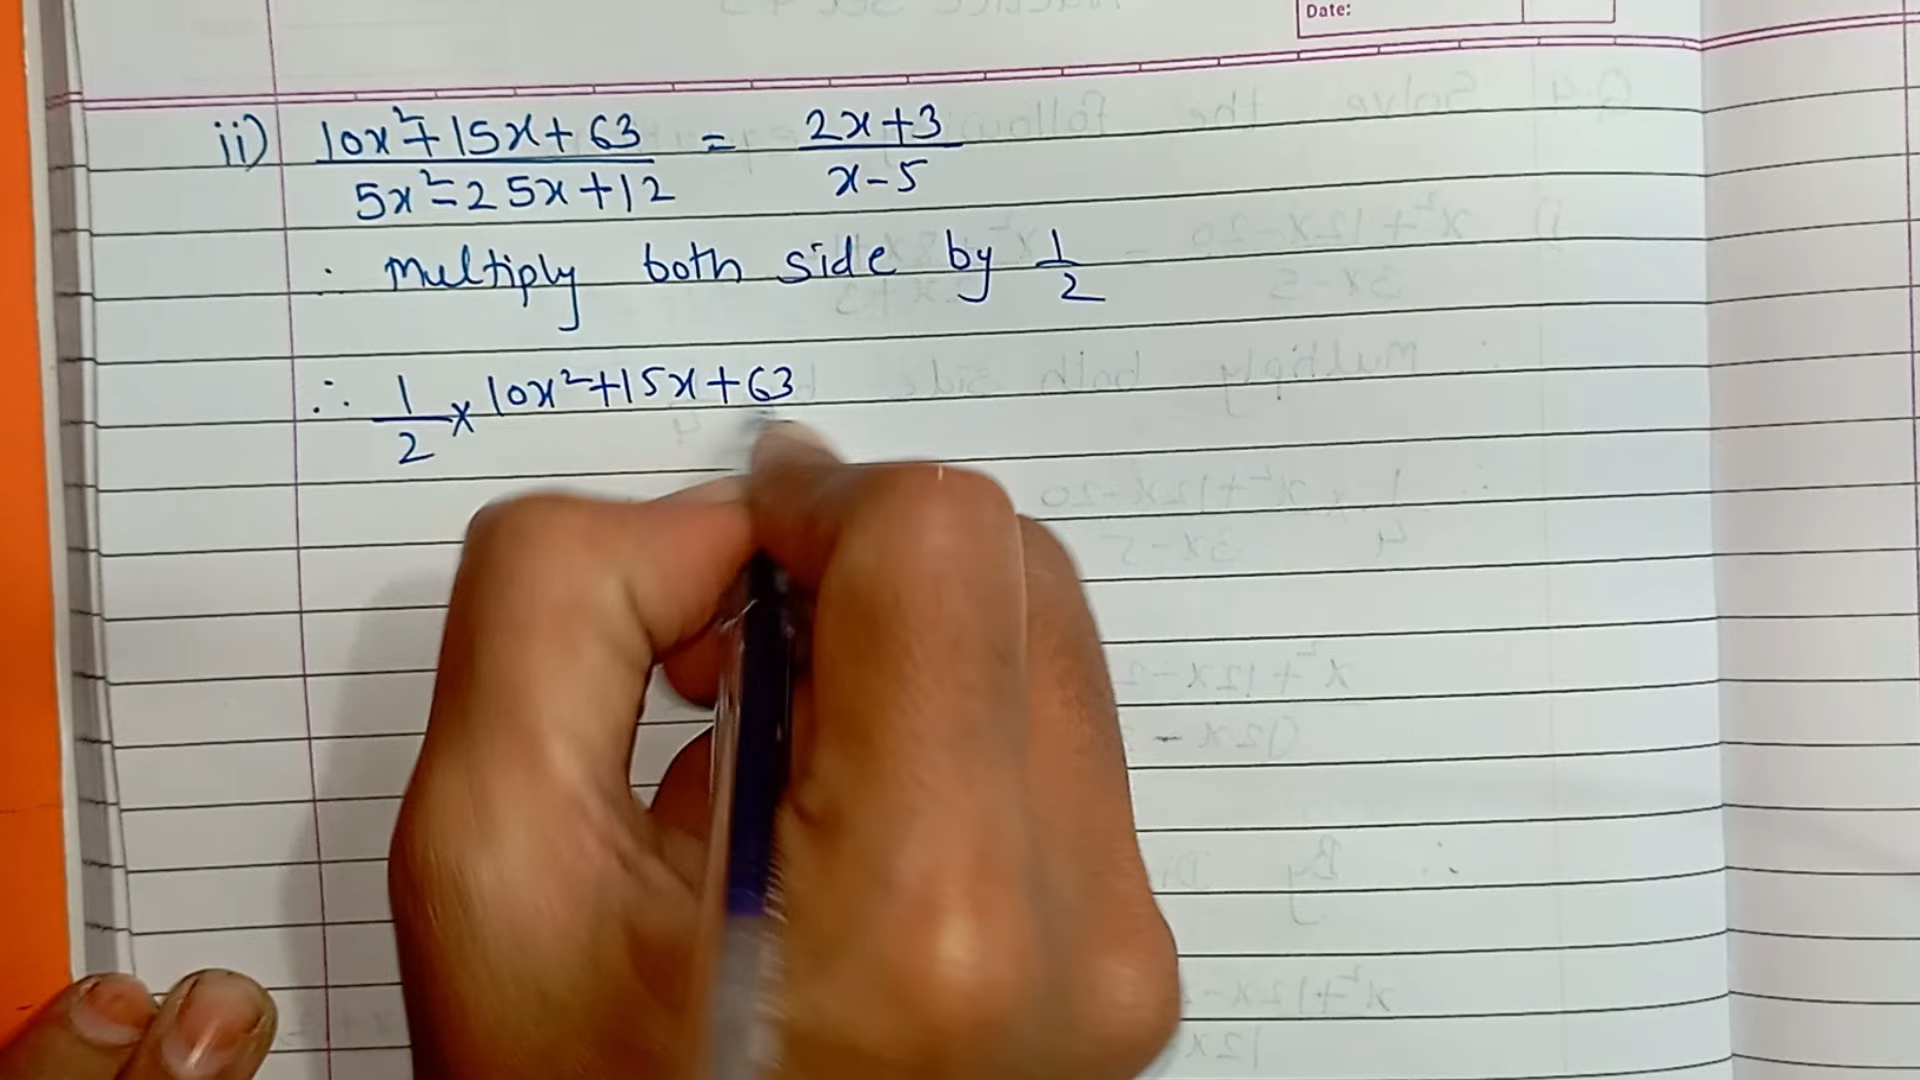 Date:
ii) 10x²+15x+63 / 5x²-25x+12 = 2x+3 / x-5
∴ multiply both side by 1/2
∴ 1/2 × 10x²+15x+63